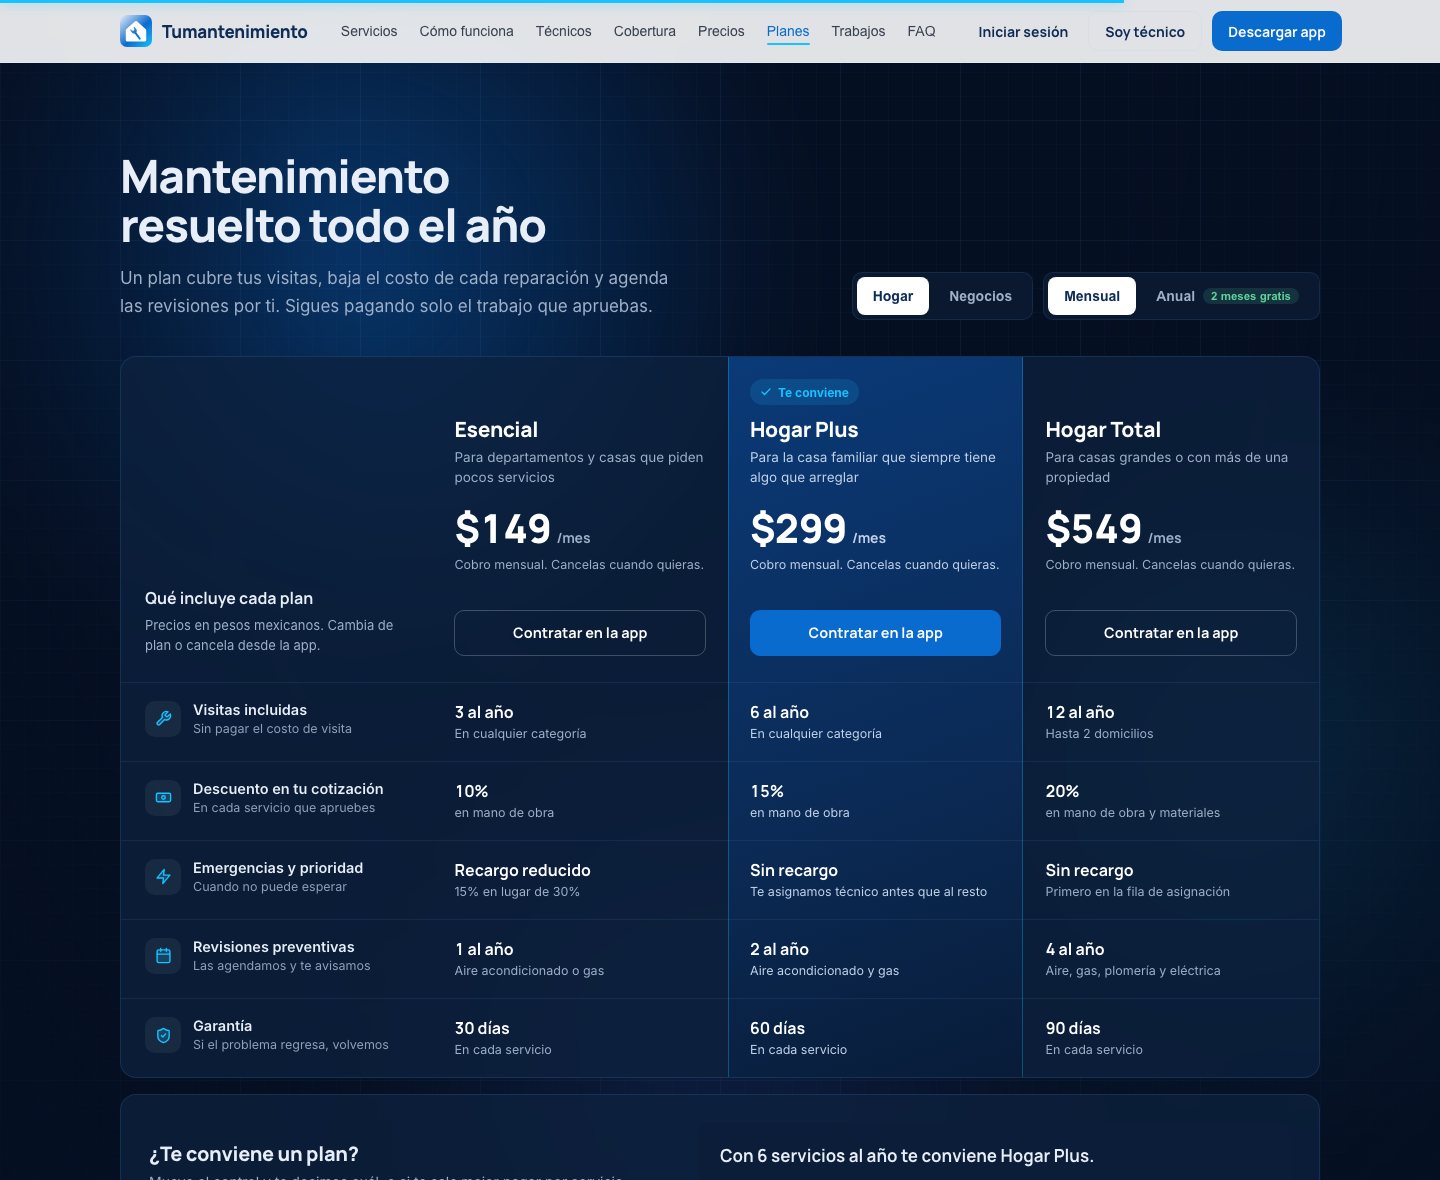 Tumantenimiento
Servicios
Cómo funciona
Técnicos
Cobertura
Precios
Planes
Trabajos
FAQ
Iniciar sesión
Soy técnico
Descargar app
Mantenimiento
resuelto todo el año
Un plan cubre tus visitas, baja el costo de cada reparación y agenda
las revisiones por ti. Sigues pagando solo el trabajo que apruebas.
Hogar
Negocios
Mensual
Anual
2 meses gratis
Qué incluye cada plan
Precios en pesos mexicanos. Cambia de
plan o cancela desde la app.
Esencial
Para departamentos y casas que piden
pocos servicios
$149 /mes
Cobro mensual. Cancelas cuando quieras.
Contratar en la app
Te conviene
Hogar Plus
Para la casa familiar que siempre tiene
algo que arreglar
$299 /mes
Cobro mensual. Cancelas cuando quieras.
Contratar en la app
Hogar Total
Para casas grandes o con más de una
propiedad
$549 /mes
Cobro mensual. Cancelas cuando quieras.
Contratar en la app
Visitas incluidas
Sin pagar el costo de visita
3 al año
En cualquier categoría
6 al año
En cualquier categoría
12 al año
Hasta 2 domicilios
Descuento en tu cotización
En cada servicio que apruebes
10%
en mano de obra
15%
en mano de obra
20%
en mano de obra y materiales
Emergencias y prioridad
Cuando no puede esperar
Recargo reducido
15% en lugar de 30%
Sin recargo
Te asignamos técnico antes que al resto
Sin recargo
Primero en la fila de asignación
Revisiones preventivas
Las agendamos y te avisamos
1 al año
Aire acondicionado o gas
2 al año
Aire acondicionado y gas
4 al año
Aire, gas, plomería y eléctrica
Garantía
Si el problema regresa, volvemos
30 días
En cada servicio
60 días
En cada servicio
90 días
En cada servicio
¿Te conviene un plan?
Con 6 servicios al año te conviene Hogar Plus.